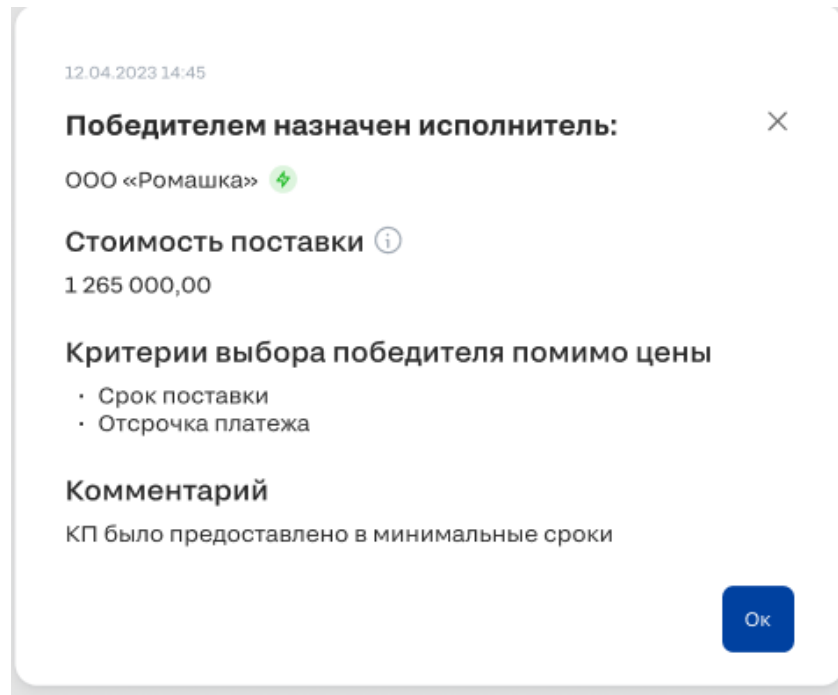 12.04.2023 14:45
Победителем назначен исполнитель:
ООО «Ромашка»
Стоимость поставки
1 265 000,00
Критерии выбора победителя помимо цены
· Срок поставки
· Отсрочка платежа
Комментарий
КП было предоставлено в минимальные сроки
Ок